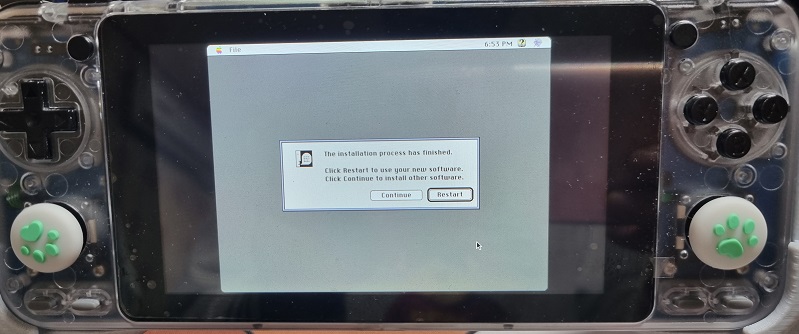 File
6:53 PM
The installation process has finished.
Click Restart to use your new software.
Click Continue to install other software.
Continue
Restart